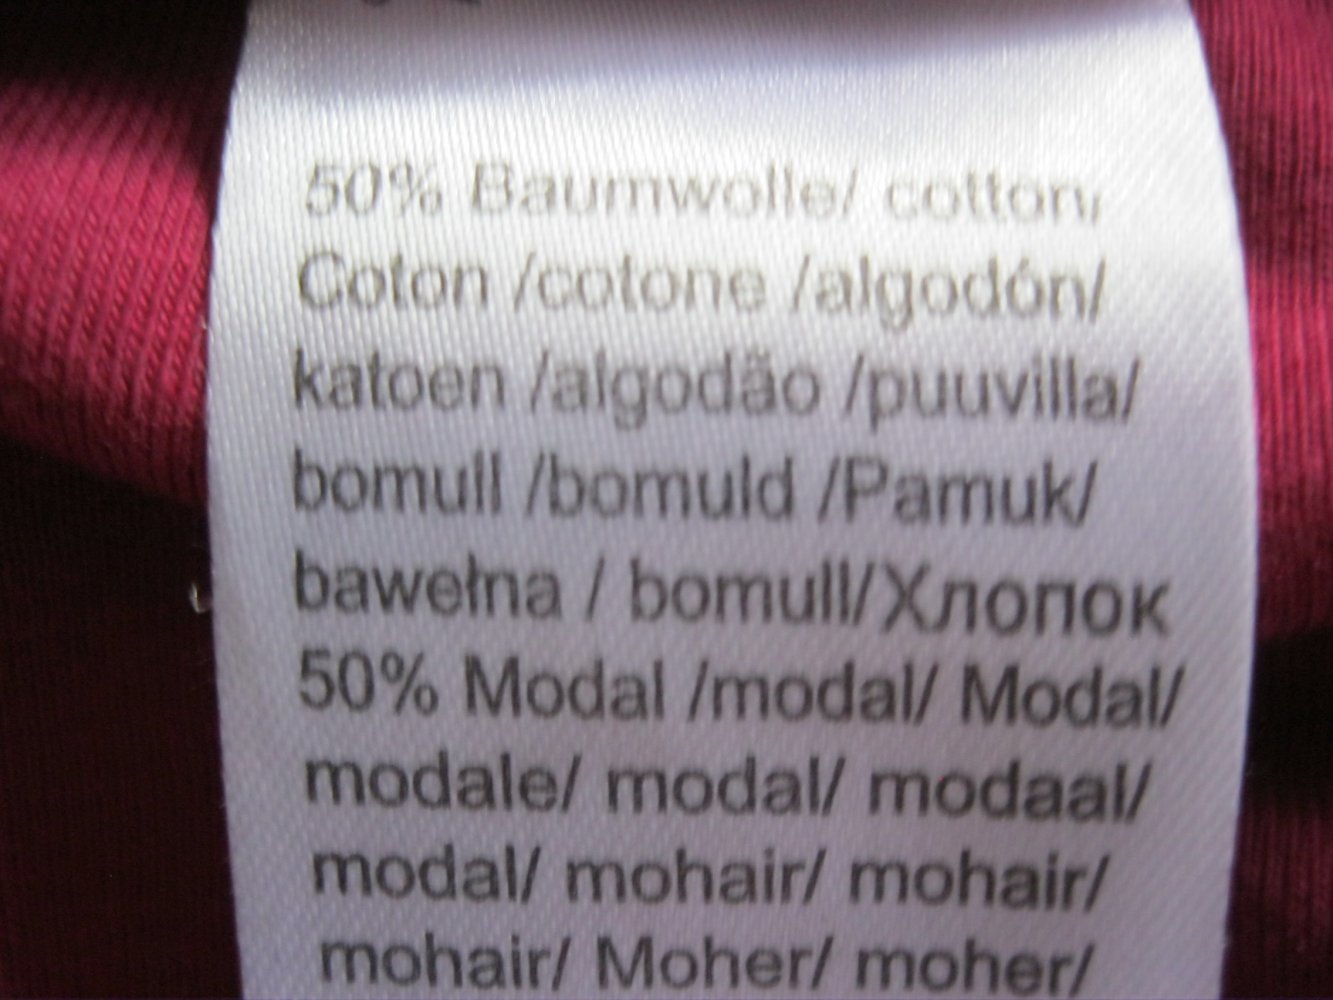 50% Baumwolle/ cotton,
Coton /cotone /algodón/
katoen /algodão /puuvilla/
bomull /bomuld /Pamuk/
bawełna / bomull/Хлопок
50% Modal /modal/ Modal/
modale/ modal/ modaal/
modal/ mohair/ mohair/
mohair/ Moher/ moher/